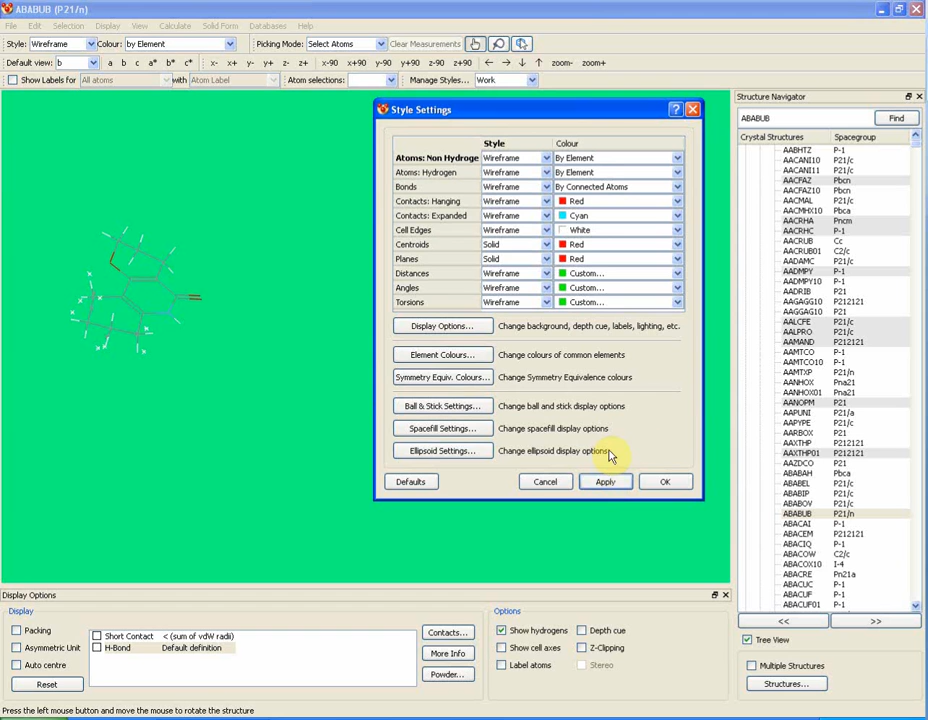 ABABUB (P21/n)
File Edit Selection Display View Calculate Solid Form Databases Help
Style: Wireframe Colour: by Element Picking Mode: Select Atoms Clear Measurements
Default view: b a b c a* b* c* x- x+ y- y+ z- z+ x-90 x+90 y-90 y+90 z-90 z+90 ← → ↓ ↑ zoom- zoom+
Show Labels for All atoms with Atom Label Atom selections: Manage Styles... Work
Style Settings
Style Colour
Atoms: Non Hydroge Wireframe By Element
Atoms: Hydrogen Wireframe By Element
Bonds Wireframe By Connected Atoms
Contacts: Hanging Wireframe Red
Contacts: Expanded Wireframe Cyan
Cell Edges Wireframe White
Centroids Solid Red
Planes Solid Red
Distances Wireframe Custom...
Angles Wireframe Custom...
Torsions Wireframe Custom...
Display Options... Change background, depth cue, labels, lighting, etc.
Element Colours... Change colours of common elements
Symmetry Equiv. Colours... Change Symmetry Equivalence colours
Ball & Stick Settings... Change ball and stick display options
Spacefill Settings... Change spacefill display options
Ellipsoid Settings... Change ellipsoid display options
Defaults Cancel Apply OK
Structure Navigator
ABABUB Find
Crystal Structures Spacegroup
AABHTZ P-1
AACANI10 P21/c
AACANI11 P21/c
AACFAZ Pbcn
AACFAZ10 Pbcn
AACMAL P21/c
AACMHX10 Pbca
AACRHA Pncm
AACRHC P-1
AACRUB Cc
AACRUB01 C2/c
AADAMC P21/c
AADMPY P-1
AADMPY10 P-1
AADRIB P21
AAGAGG10 P212121
AAGGAG10 P21
AALCFE P21/c
AALPRO P21/c
AAMAND P212121
AAMTCO P-1
AAMTCO10 P-1
AAMTXP P21/n
AANHOX Pna21
AANHOX01 Pna21
AANOPM P21
AAPUNI P21/a
AAPYPE P21/c
AARBOX P21
AAXTHP P212121
AAXTHP01 P212121
AAZDCO P21
ABABAH Pbca
ABABEL P21/c
ABABIP P21/c
ABABOV P21/c
ABABUB P21/n
ABACAI P-1
ABACEM P212121
ABACIQ P-1
ABACOW C2/c
ABACOX10 I-4
ABACRE Pn21a
ABACUC P-1
ABACUF P-1
ABACUF01 P21/c
<< >>
Tree View
Multiple Structures
Structures...
Display Options
Display
Packing
Asymmetric Unit
Auto centre
Reset
Short Contact < (sum of vdW radii)
H-Bond Default definition
Contacts...
More Info
Powder...
Options
Show hydrogens Depth cue
Show cell axes Z-Clipping
Label atoms Stereo
Press the left mouse button and move the mouse to rotate the structure